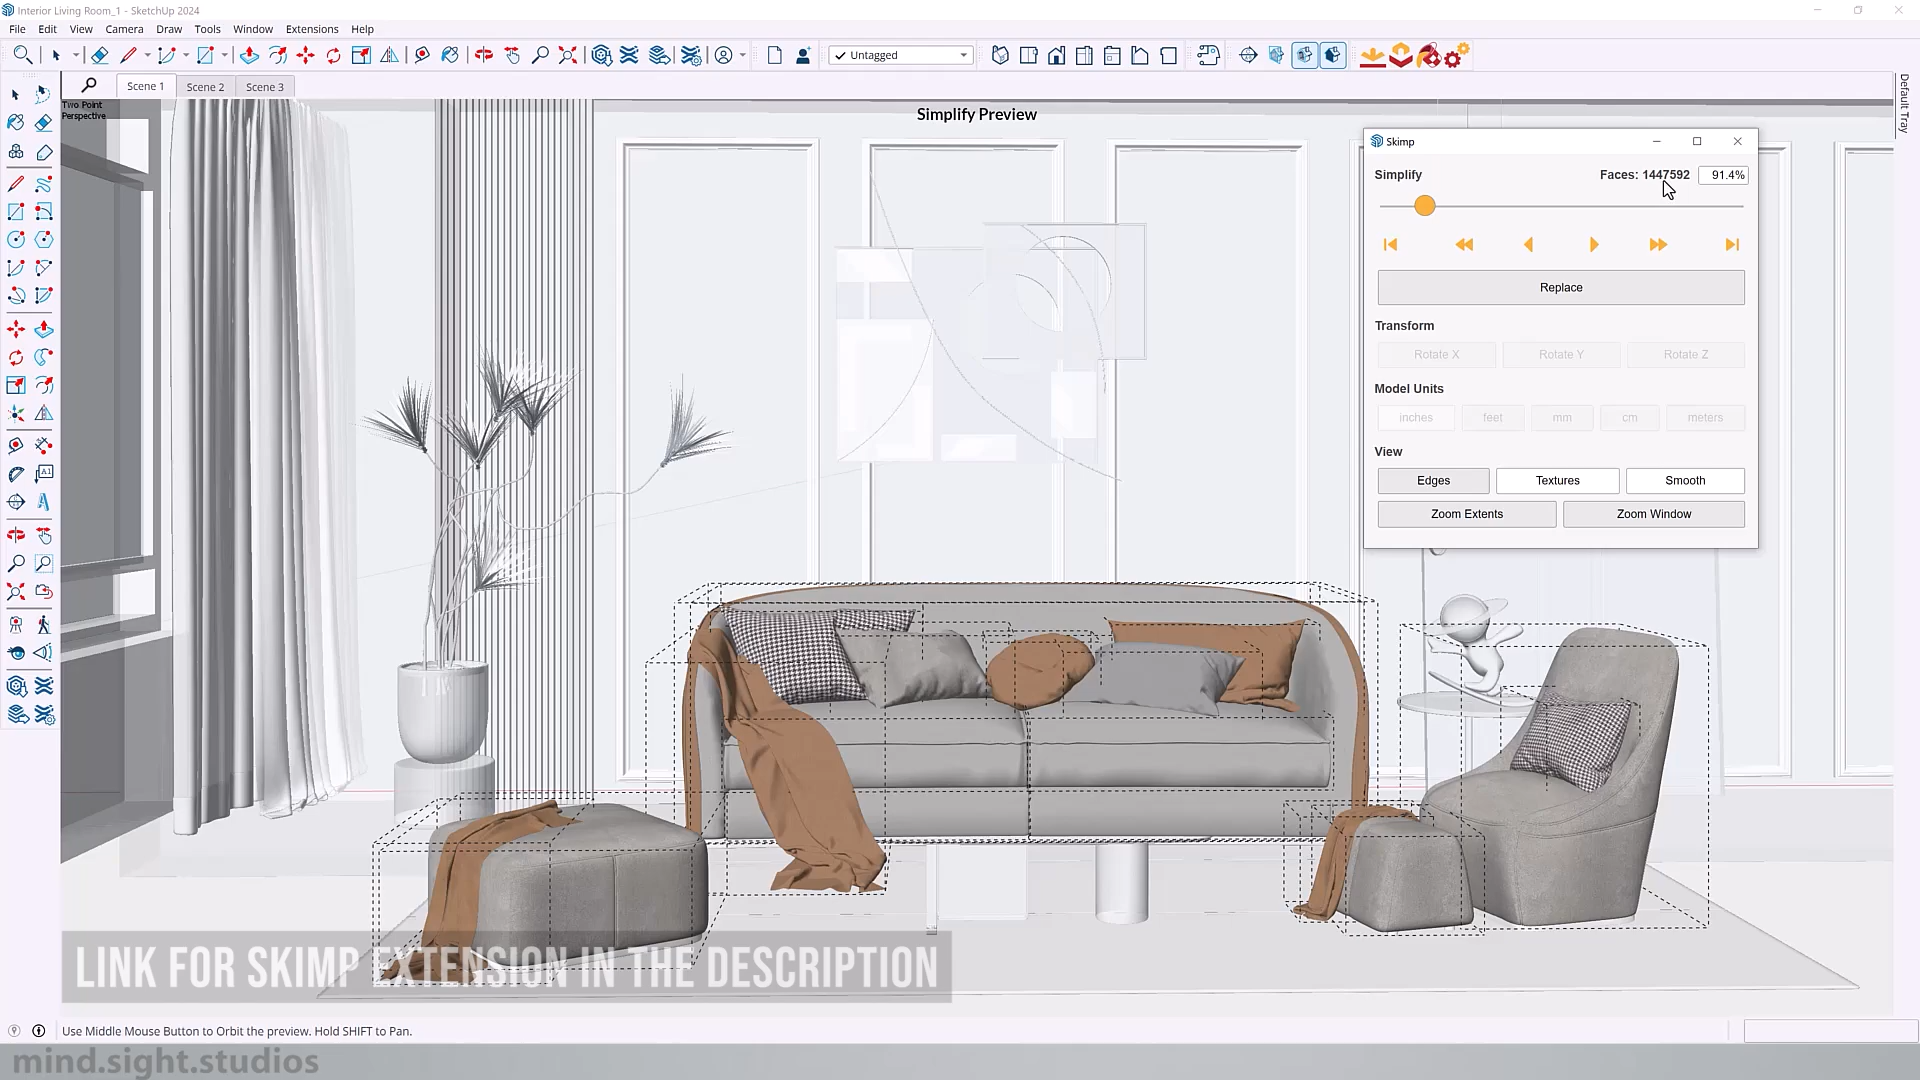 Interior Living Room_1 - SketchUp 2024
File Edit View Camera Draw Tools Window Extensions Help
Untagged
Scene 1 Scene 2 Scene 3
Two Point
Perspective
Simplify Preview
Default Tray
Skimp
Simplify Faces: 1447592 91.4%
Replace
Transform
Rotate X Rotate Y Rotate Z
Model Units
inches feet mm cm meters
View
Edges Textures Smooth
Zoom Extents Zoom Window
LINK FOR SKIMP EXTENSION IN THE DESCRIPTION
Use Middle Mouse Button to Orbit the preview. Hold SHIFT to Pan.
mind.sight.studios